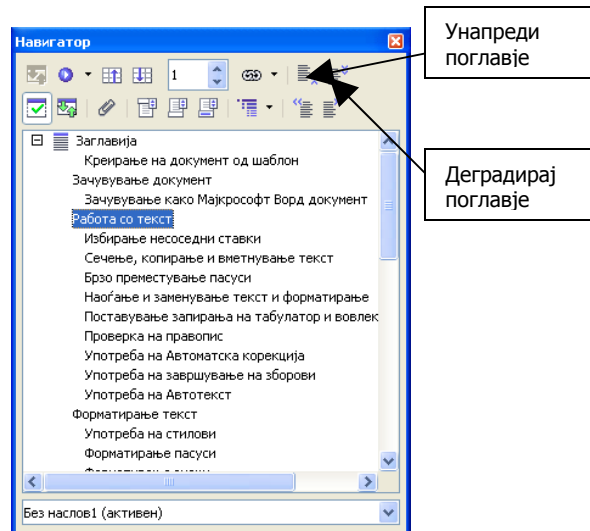 Навигатор
1
Унапреди
поглавје
Заглавија
Креирање на документ од шаблон
Зачувување документ
Зачувување како Мајкрософт Ворд документ
Работа со текст
Избирање несоседни ставки
Сечење, копирање и вметнување текст
Брзо преместување пасуси
Наоѓање и заменување текст и форматирање
Поставување запирања на табулатор и вовлек
Проверка на правопис
Употреба на Автоматска корекција
Употреба на завршување на зборови
Употреба на Автотекст
Форматирање текст
Употреба на стилови
Форматирање пасуси
Деградирај
поглавје
Без наслов1 (активен)